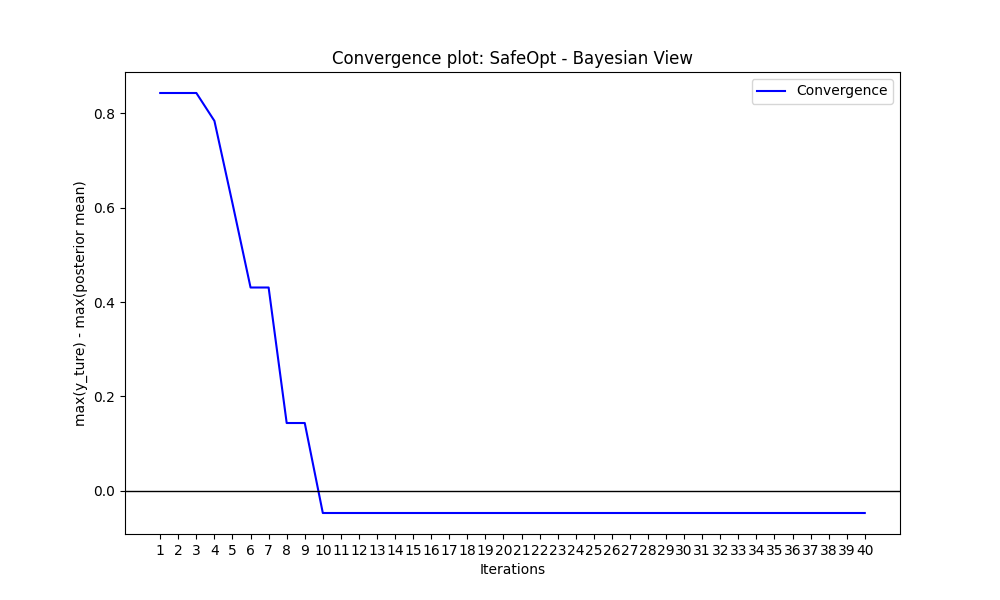 Convergence plot: SafeOpt - Bayesian View
Convergence
max(y_ture) - max(posterior mean)
0.8
0.6
0.4
0.2
0.0
1 2 3 4 5 6 7 8 9 10 11 12 13 14 15 16 17 18 19 20 21 22 23 24 25 26 27 28 29 30 31 32 33 34 35 36 37 38 39 40
Iterations